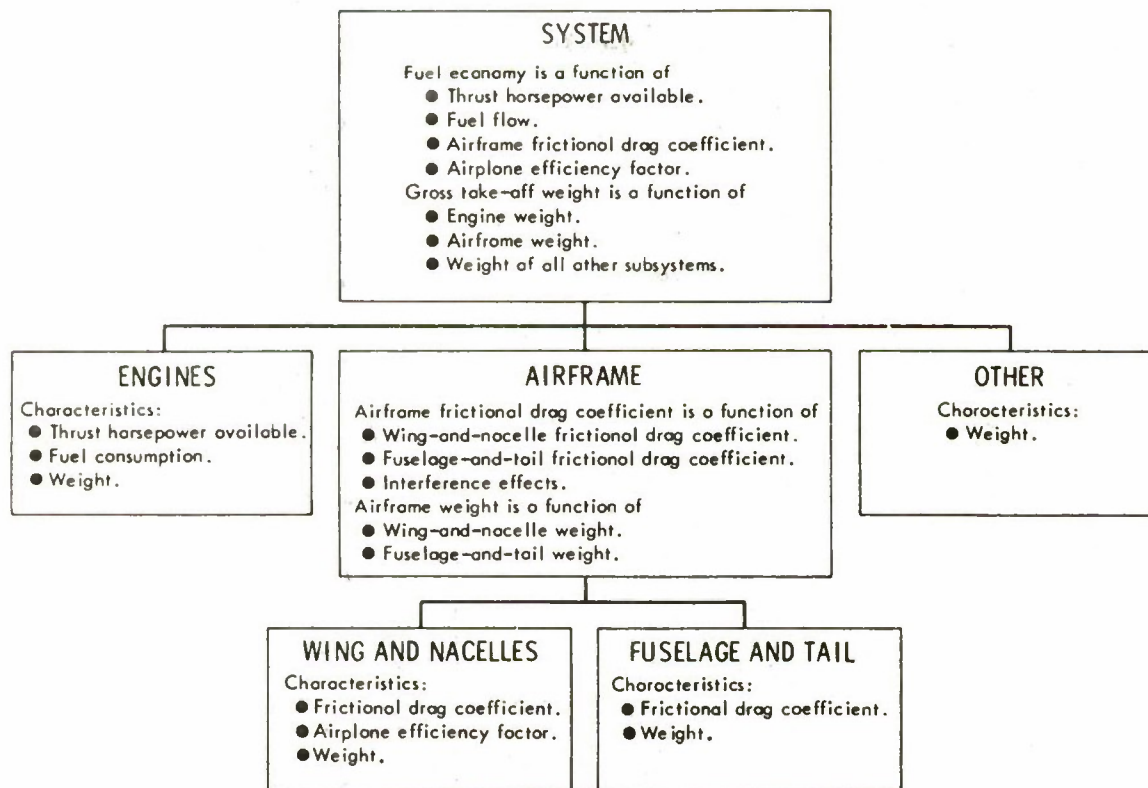 SYSTEM
Fuel economy is a function of
● Thrust horsepower available.
● Fuel flow.
● Airframe frictional drag coefficient.
● Airplane efficiency factor.
Gross take-off weight is a function of
● Engine weight.
● Airframe weight.
● Weight of all other subsystems.
ENGINES
Characteristics:
● Thrust horsepower available.
● Fuel consumption.
● Weight.
AIRFRAME
Airframe frictional drag coefficient is a function of
● Wing-and-nacelle frictional drag coefficient.
● Fuselage-and-tail frictional drag coefficient.
● Interference effects.
Airframe weight is a function of
● Wing-and-nacelle weight.
● Fuselage-and-tail weight.
OTHER
Characteristics:
● Weight.
WING AND NACELLES
Characteristics:
● Frictional drag coefficient.
● Airplane efficiency factor.
● Weight.
FUSELAGE AND TAIL
Characteristics:
● Frictional drag coefficient.
● Weight.